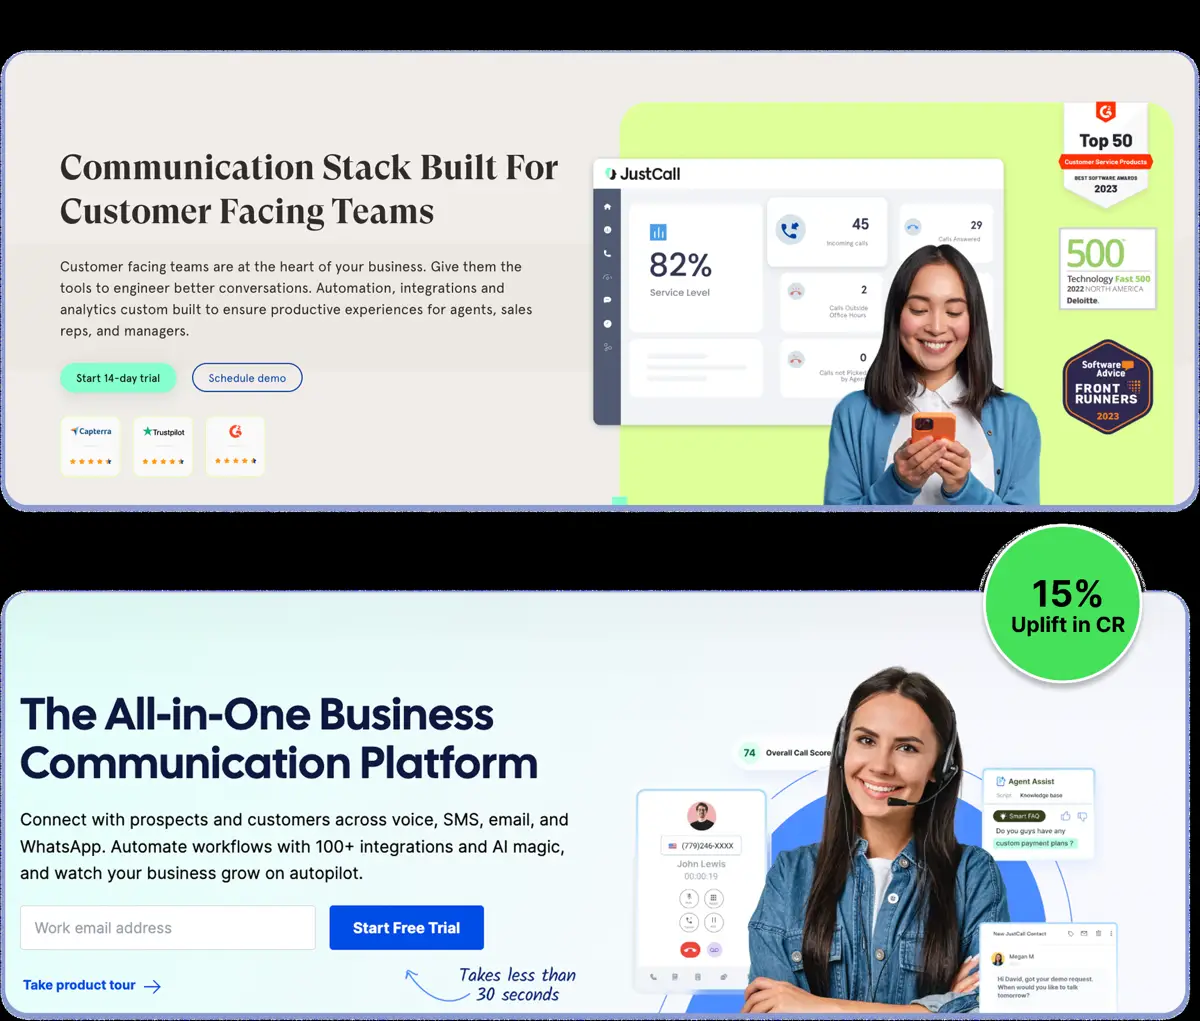 Communication Stack Built For
Customer Facing Teams
Customer facing teams are at the heart of your business. Give them the
tools to engineer better conversations. Automation, integrations and
analytics custom built to ensure productive experiences for agents, sales
reps, and managers.
Start 14-day trial
Schedule demo
Capterra
Trustpilot
JustCall
82%
Service Level
45
Incoming calls
29
Calls Answered
2
Calls Outside
Office Hours
0
Calls not Picked
by Agent
Top 50
Customer Service Products
BEST SOFTWARE AWARDS
2023
500
Technology Fast 500
2022 NORTH AMERICA
Deloitte.
Software
Advice
FRONT
RUNNERS
2023
15%
Uplift in CR
The All-in-One Business
Communication Platform
Connect with prospects and customers across voice, SMS, email, and
WhatsApp. Automate workflows with 100+ integrations and AI magic,
and watch your business grow on autopilot.
Work email address
Start Free Trial
Take product tour
Takes less than
30 seconds
74 Overall Call Score
(779)246-XXXX
John Lewis
00:00:19
Agent Assist
Script Knowledge base
Smart FAQ
Do you guys have any
custom payment plans ?
New JustCall Contact
Megan M
Hi David, got your demo request.
When would you like to talk
tomorrow?